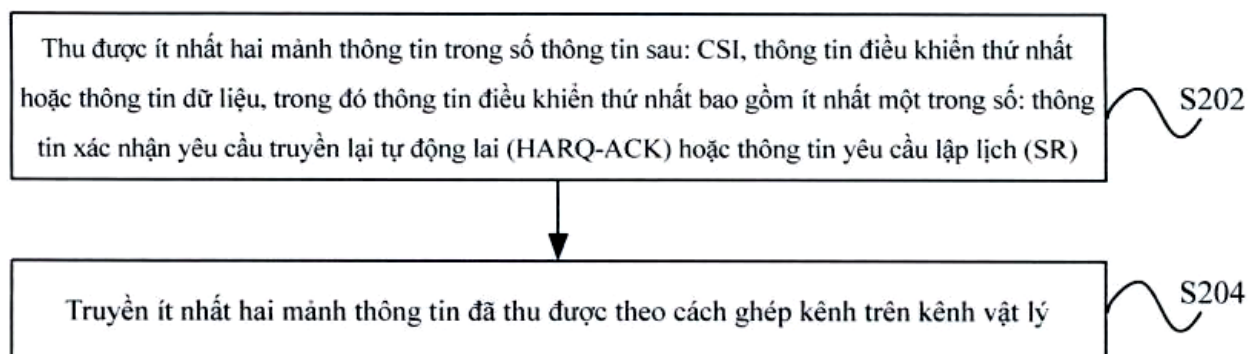 Thu được ít nhất hai mảnh thông tin trong số thông tin sau: CSI, thông tin điều khiển thứ nhất
hoặc thông tin dữ liệu, trong đó thông tin điều khiển thứ nhất bao gồm ít nhất một trong số: thông
tin xác nhận yêu cầu truyền lại tự động lai (HARQ-ACK) hoặc thông tin yêu cầu lập lịch (SR)
S202
Truyền ít nhất hai mảnh thông tin đã thu được theo cách ghép kênh trên kênh vật lý
S204